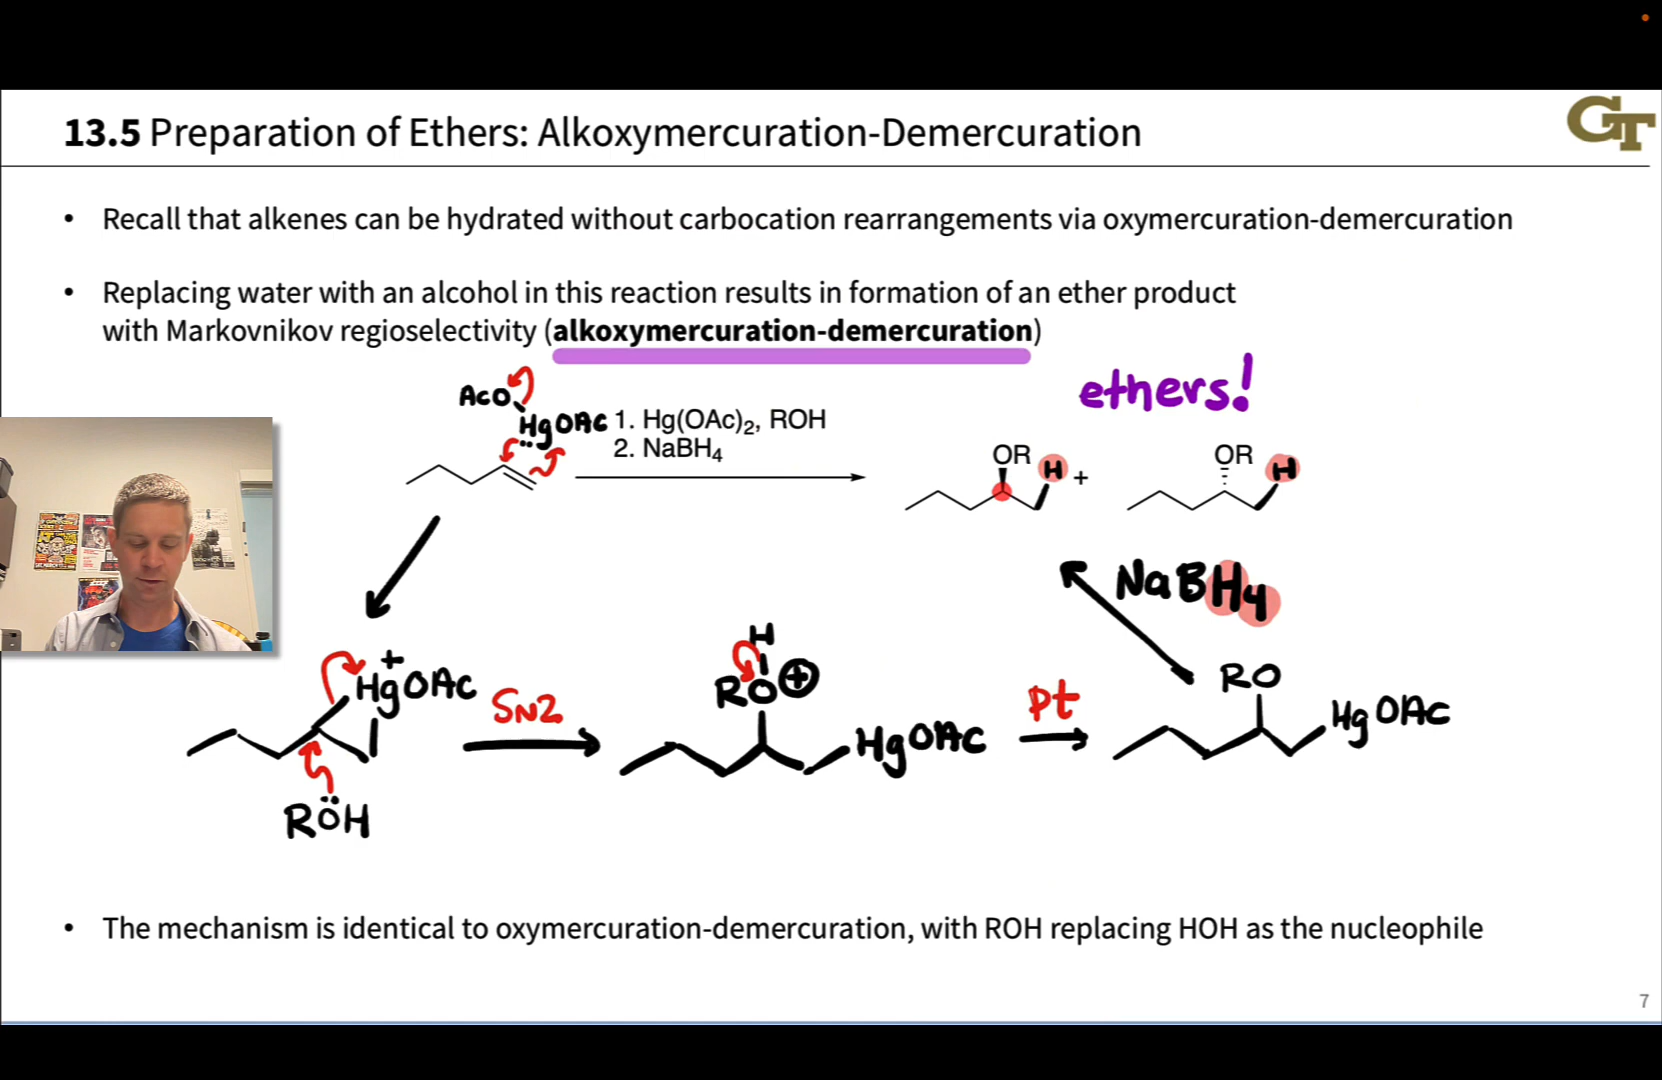 13.5 Preparation of Ethers: Alkoxymercuration-Demercuration
GT
• Recall that alkenes can be hydrated without carbocation rearrangements via oxymercuration-demercuration
• Replacing water with an alcohol in this reaction results in formation of an ether product
with Markovnikov regioselectivity (alkoxymercuration-demercuration)
ethers!
AcO
HgOAc
1. Hg(OAc)2, ROH
2. NaBH4
OR
H
+
OR
H
NaBH4
+
HgOAc
ROH
SN2
H
RO+
HgOAc
Pt
RO
HgOAc
• The mechanism is identical to oxymercuration-demercuration, with ROH replacing HOH as the nucleophile
7